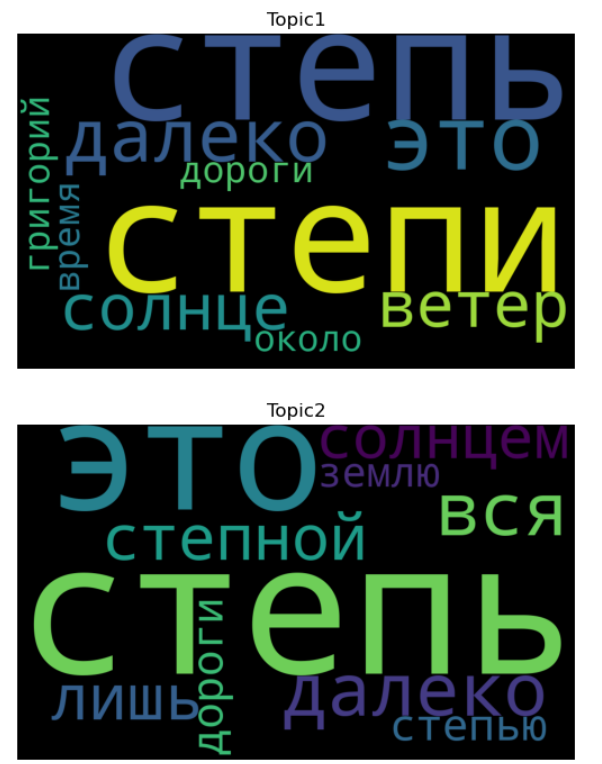 Topic1
степь
далеко это
дороги
григорий
время
степи
солнце ветер
около
Topic2
это солнцем
землю
вся
степной
степь
дороги
лишь далеко
степью